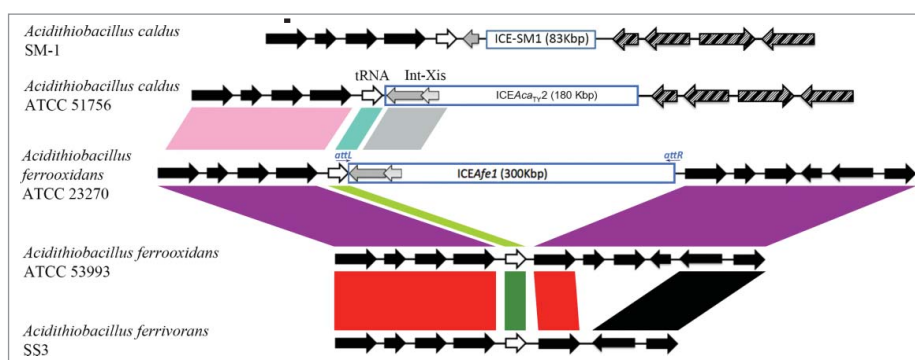 Acidithiobacillus caldus
SM-1
ICE-SM1 (83Kbp)
Acidithiobacillus caldus
ATCC 51756
tRNA
Int-Xis
ICEAcaTY2 (180 Kbp)
Acidithiobacillus
ferrooxidans
ATCC 23270
attL
attR
ICEAfe1 (300Kbp)
Acidithiobacillus ferrooxidans
ATCC 53993
Acidithiobacillus ferrivorans
SS3